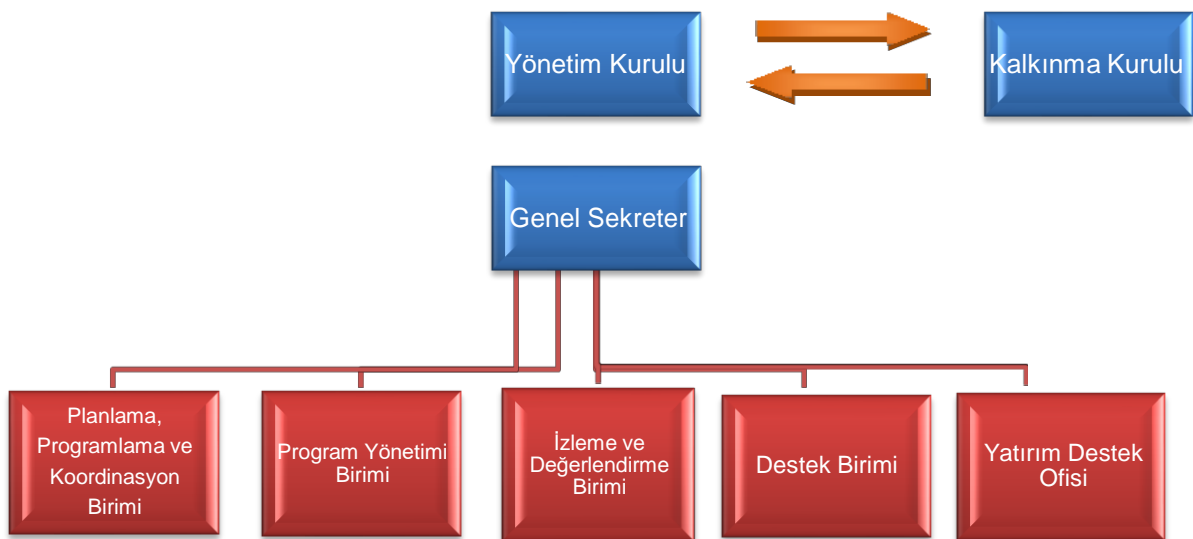 Yönetim Kurulu
Kalkınma Kurulu
Genel Sekreter
Planlama,
Programlama ve
Koordinasyon
Birimi
Program Yönetimi
Birimi
İzleme ve
Değerlendirme
Birimi
Destek Birimi
Yatırım Destek
Ofisi